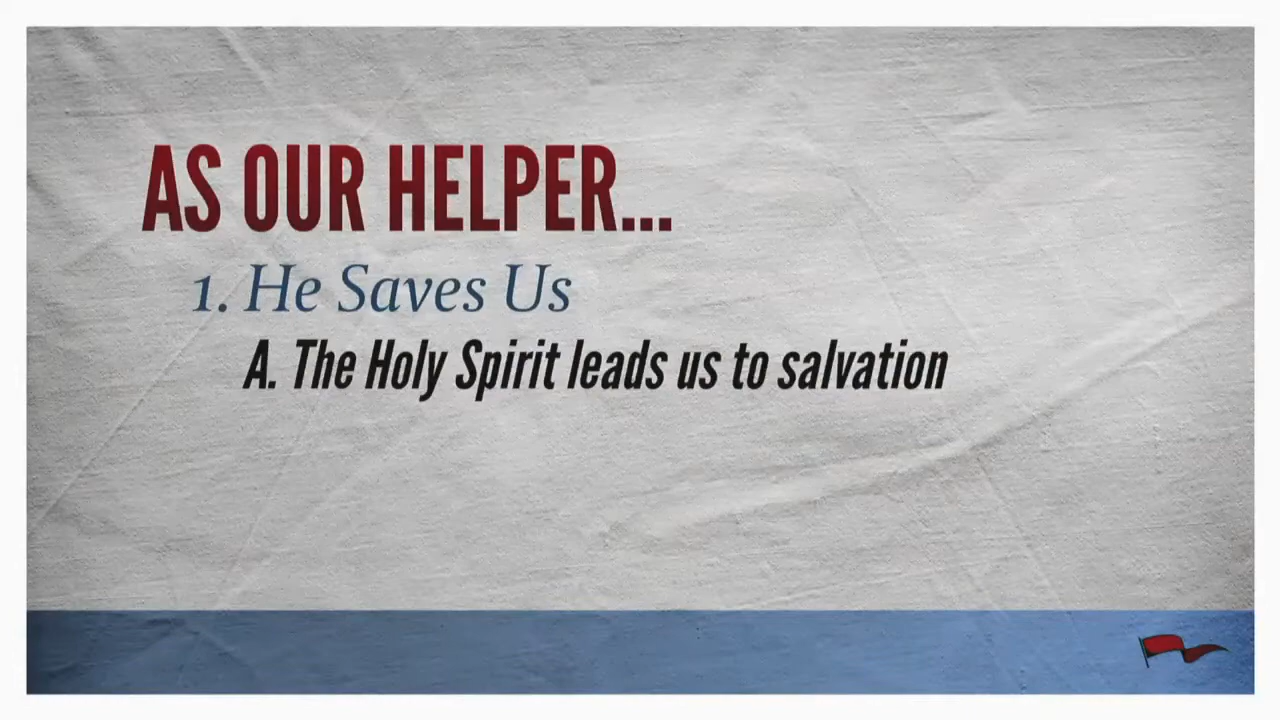 AS OUR HELPER...
1. He Saves Us
A. The Holy Spirit leads us to salvation